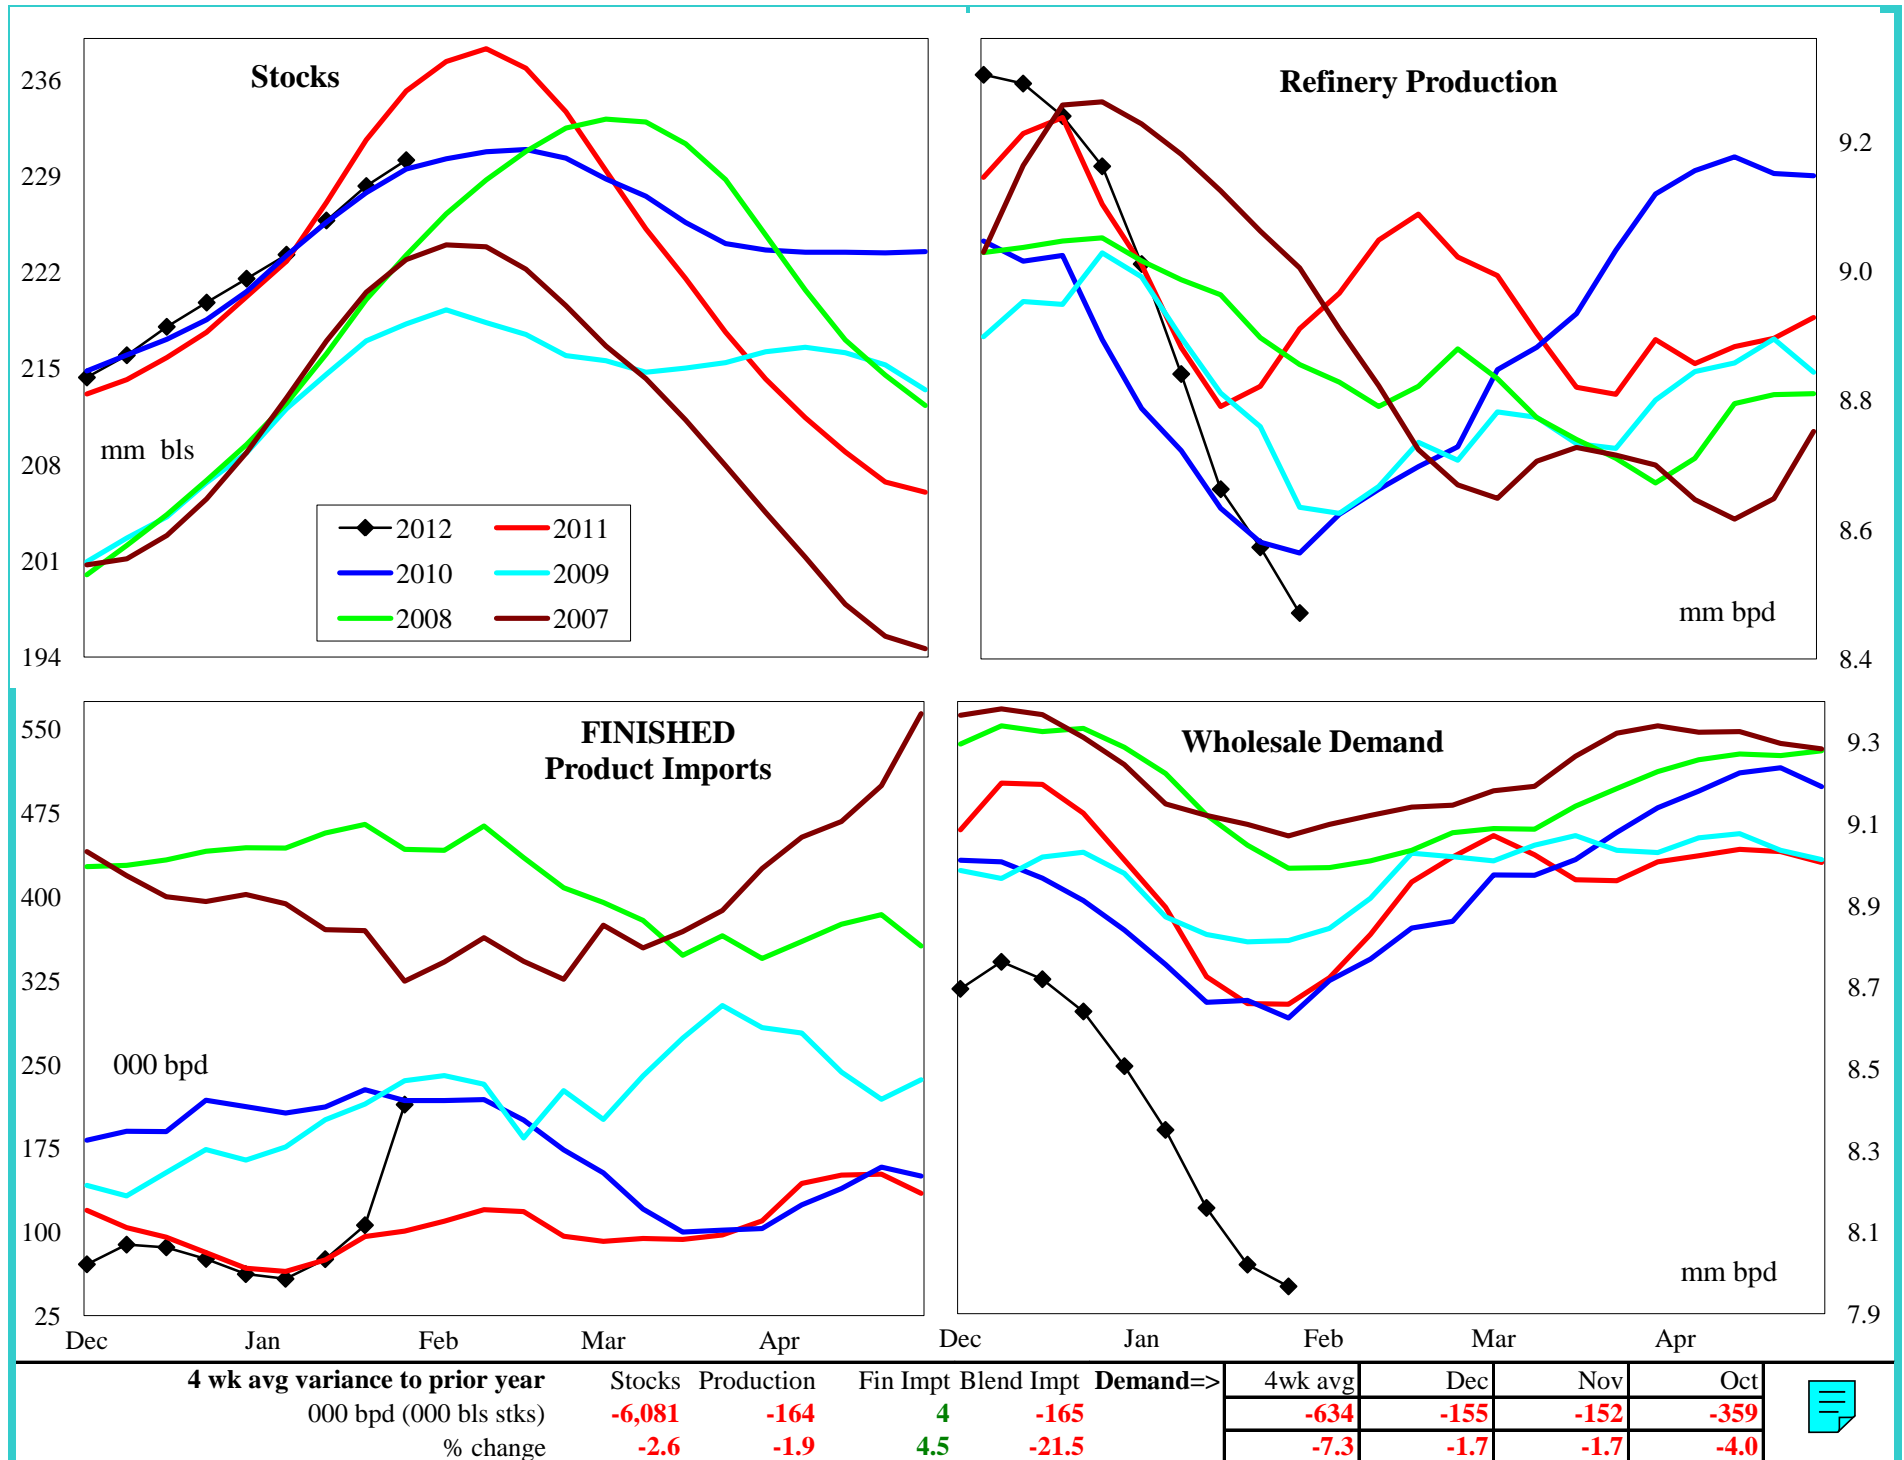 Stocks
236
229
222
215
208
201
194
mm bls
2012 2011
2010 2009
2008 2007
Refinery Production
9.2
9.0
8.8
8.6
8.4
mm bpd
FINISHED
Product Imports
550
475
400
325
250
175
100
25
000 bpd
Dec Jan Feb Mar Apr
Wholesale Demand
9.3
9.1
8.9
8.7
8.5
8.3
8.1
7.9
mm bpd
Dec Jan Feb Mar Apr
4 wk avg variance to prior year Stocks Production Fin Impt Blend Impt Demand=> 4wk avg Dec Nov Oct
000 bpd (000 bls stks) -6,081 -164 4 -165 -634 -155 -152 -359
% change -2.6 -1.9 4.5 -21.5 -7.3 -1.7 -1.7 -4.0